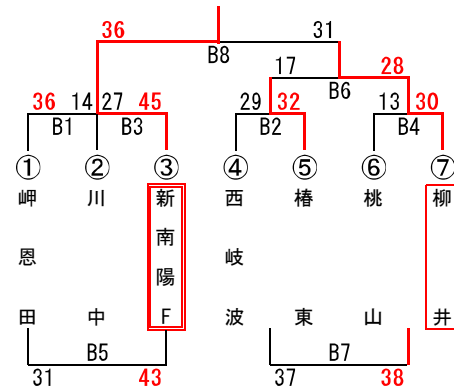 36 31
B8
17 28
B6
36 14 27 45 29 32 13 30
B1 B3 B2 B4
① ② ③ ④ ⑤ ⑥ ⑦
岬恩田
川中
新南陽F
西岐波
椿東
桃山
柳井
B5 B7
31 43 37 38